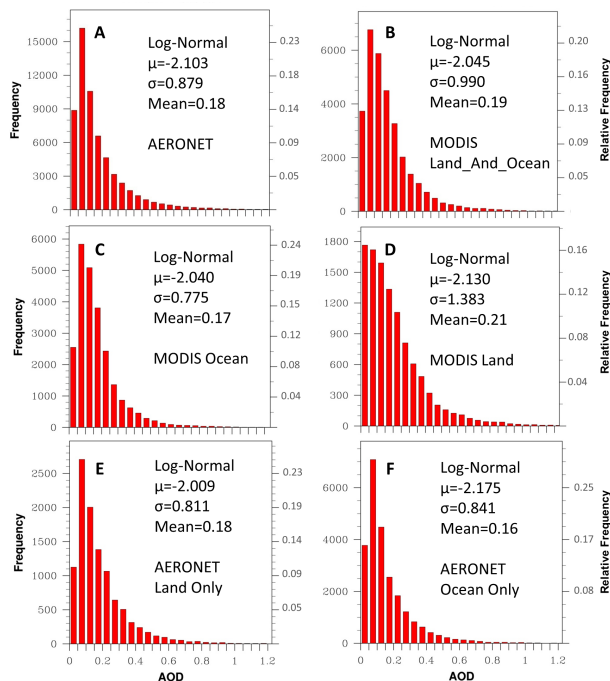 A
Log-Normal
μ=-2.103
σ=0.879
Mean=0.18
AERONET
Frequency
15000
12000
9000
6000
3000
0
0.23
0.18
0.14
0.09
0.05
B
Log-Normal
μ=-2.045
σ=0.990
Mean=0.19
MODIS
Land_And_Ocean
6000
4000
2000
0
0.20
0.16
0.13
0.09
0.05
Relative Frequency
C
Log-Normal
μ=-2.040
σ=0.775
Mean=0.17
MODIS Ocean
Frequency
6000
5000
4000
3000
2000
1000
0
0.24
0.19
0.15
0.09
0.04
D
Log-Normal
μ=-2.130
σ=1.383
Mean=0.21
MODIS Land
1800
1500
1200
900
600
300
0
0.16
0.12
0.08
0.04
Relative Frequency
E
Log-Normal
μ=-2.009
σ=0.811
Mean=0.18
AERONET
Land Only
Frequency
2500
2000
1500
1000
500
0
0.23
0.18
0.14
0.09
0.05
0 0.2 0.4 0.6 0.8 1 1.2
AOD
F
Log-Normal
μ=-2.175
σ=0.841
Mean=0.16
AERONET
Ocean Only
6000
4000
2000
0
0.25
0.17
0.08
Relative Frequency
0 0.2 0.4 0.6 0.8 1 1.2
AOD